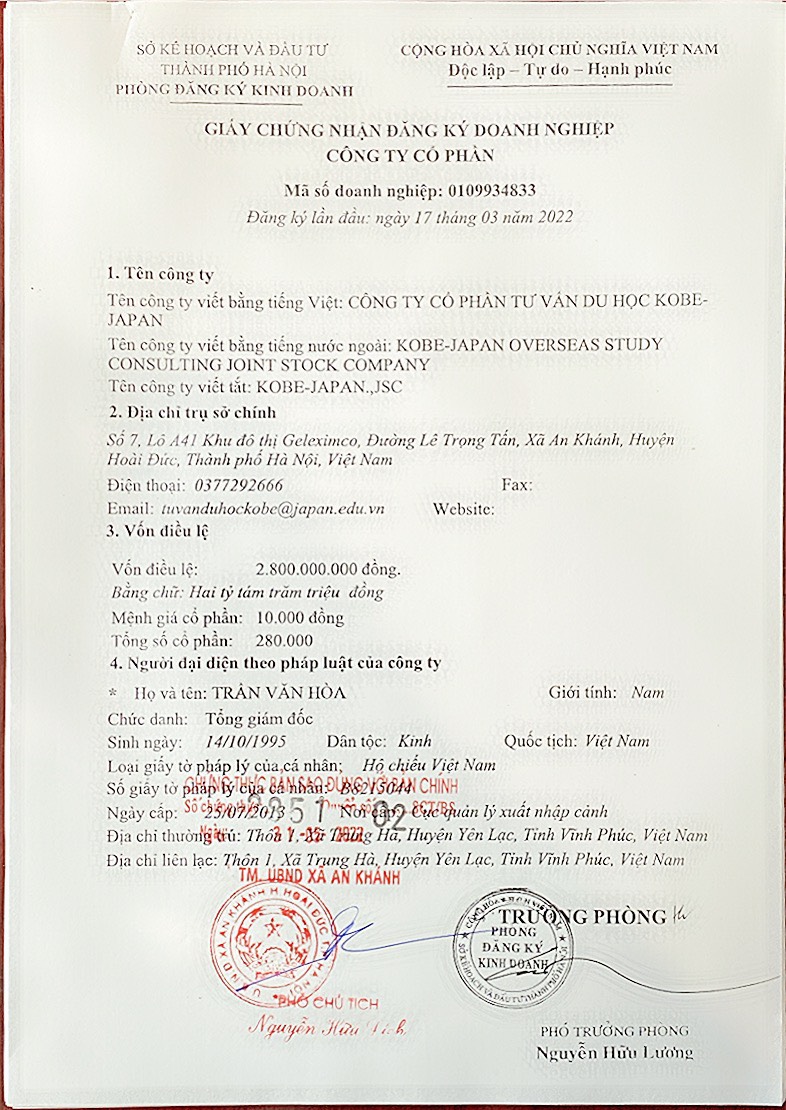 SỞ KẾ HOẠCH VÀ ĐẦU TƯ
THÀNH PHỐ HÀ NỘI
PHÒNG ĐĂNG KÝ KINH DOANH
CỘNG HÒA XÃ HỘI CHỦ NGHĨA VIỆT NAM
Độc lập – Tự do – Hạnh phúc
GIẤY CHỨNG NHẬN ĐĂNG KÝ DOANH NGHIỆP
CÔNG TY CỔ PHẦN
Mã số doanh nghiệp: 0109934833
Đăng ký lần đầu: ngày 17 tháng 03 năm 2022
1. Tên công ty
Tên công ty viết bằng tiếng Việt: CÔNG TY CỔ PHẦN TƯ VẤN DU HỌC KOBE-
JAPAN
Tên công ty viết bằng tiếng nước ngoài: KOBE-JAPAN OVERSEAS STUDY
CONSULTING JOINT STOCK COMPANY
Tên công ty viết tắt: KOBE-JAPAN.,JSC
2. Địa chỉ trụ sở chính
Số 7, Lô A41 Khu đô thị Geleximco, Đường Lê Trọng Tấn, Xã An Khánh, Huyện
Hoài Đức, Thành phố Hà Nội, Việt Nam
Điện thoại: 0377292666 Fax:
Email: tuvanduhockobe@japan.edu.vn Website:
3. Vốn điều lệ
Vốn điều lệ: 2.800.000.000 đồng.
Bằng chữ: Hai tỷ tám trăm triệu đồng
Mệnh giá cổ phần: 10.000 đồng
Tổng số cổ phần: 280.000
4. Người đại diện theo pháp luật của công ty
* Họ và tên: TRẦN VĂN HÒA Giới tính: Nam
Chức danh: Tổng giám đốc
Sinh ngày: 14/10/1995 Dân tộc: Kinh Quốc tịch: Việt Nam
Loại giấy tờ pháp lý của cá nhân: Hộ chiếu Việt Nam
CHỨNG THỰC BẢN SAO ĐÚNG VỚI BẢN CHÍNH
Số giấy tờ pháp lý của cá nhân: B8213044
Ngày cấp: 25/07/2013 Nơi cấp: Cục quản lý xuất nhập cảnh
Địa chỉ thường trú: Thôn 1, Xã Trung Hà, Huyện Yên Lạc, Tỉnh Vĩnh Phúc, Việt Nam
Địa chỉ liên lạc: Thôn 1, Xã Trung Hà, Huyện Yên Lạc, Tỉnh Vĩnh Phúc, Việt Nam
TM. UBND XÃ AN KHÁNH
TRƯỞNG PHÒNG
PHÒNG
ĐĂNG KÝ
KINH DOANH
PHÓ CHỦ TỊCH
Nguyễn Hữu
PHÓ TRƯỞNG PHÒNG
Nguyễn Hữu Lương